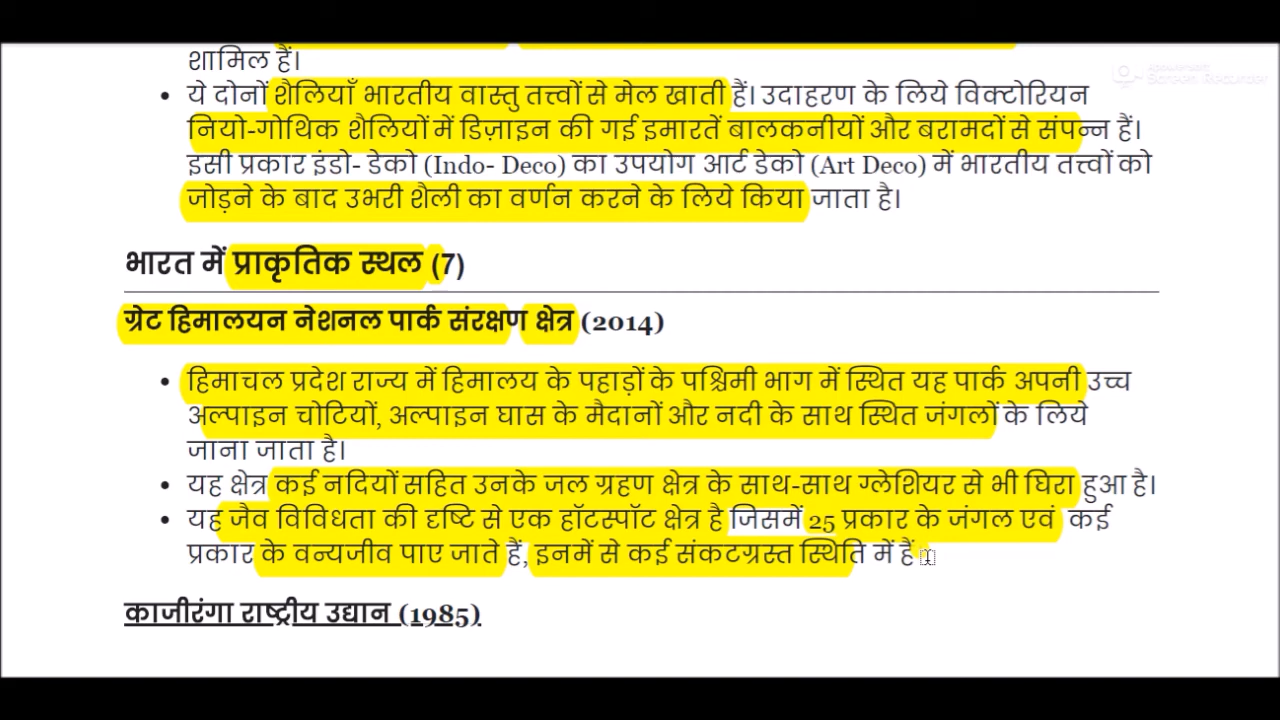 शामिल हैं।
• ये दोनों शैलियाँ भारतीय वास्तु तत्त्वों से मेल खाती हैं। उदाहरण के लिये विक्टोरियन
नियो-गोथिक शैलियों में डिज़ाइन की गई इमारतें बालकनीयों और बरामदों से संपन्न हैं।
इसी प्रकार इंडो- डेको (Indo- Deco) का उपयोग आर्ट डेको (Art Deco) में भारतीय तत्त्वों को
जोड़ने के बाद उभरी शैली का वर्णन करने के लिये किया जाता है।
भारत में प्राकृतिक स्थल (7)
ग्रेट हिमालयन नेशनल पार्क संरक्षण क्षेत्र (2014)
• हिमाचल प्रदेश राज्य में हिमालय के पहाड़ों के पश्चिमी भाग में स्थित यह पार्क अपनी उच्च
अल्पाइन चोटियों, अल्पाइन घास के मैदानों और नदी के साथ स्थित जंगलों के लिये
जाना जाता है।
• यह क्षेत्र कई नदियों सहित उनके जल ग्रहण क्षेत्र के साथ-साथ ग्लेशियर से भी घिरा हुआ है।
• यह जैव विविधता की दृष्टि से एक हॉटस्पॉट क्षेत्र है जिसमें 25 प्रकार के जंगल एवं कई
प्रकार के वन्यजीव पाए जाते हैं, इनमें से कई संकटग्रस्त स्थिति में हैं
काजीरंगा राष्ट्रीय उद्यान (1985)
Apowersoft
Screen Recorder